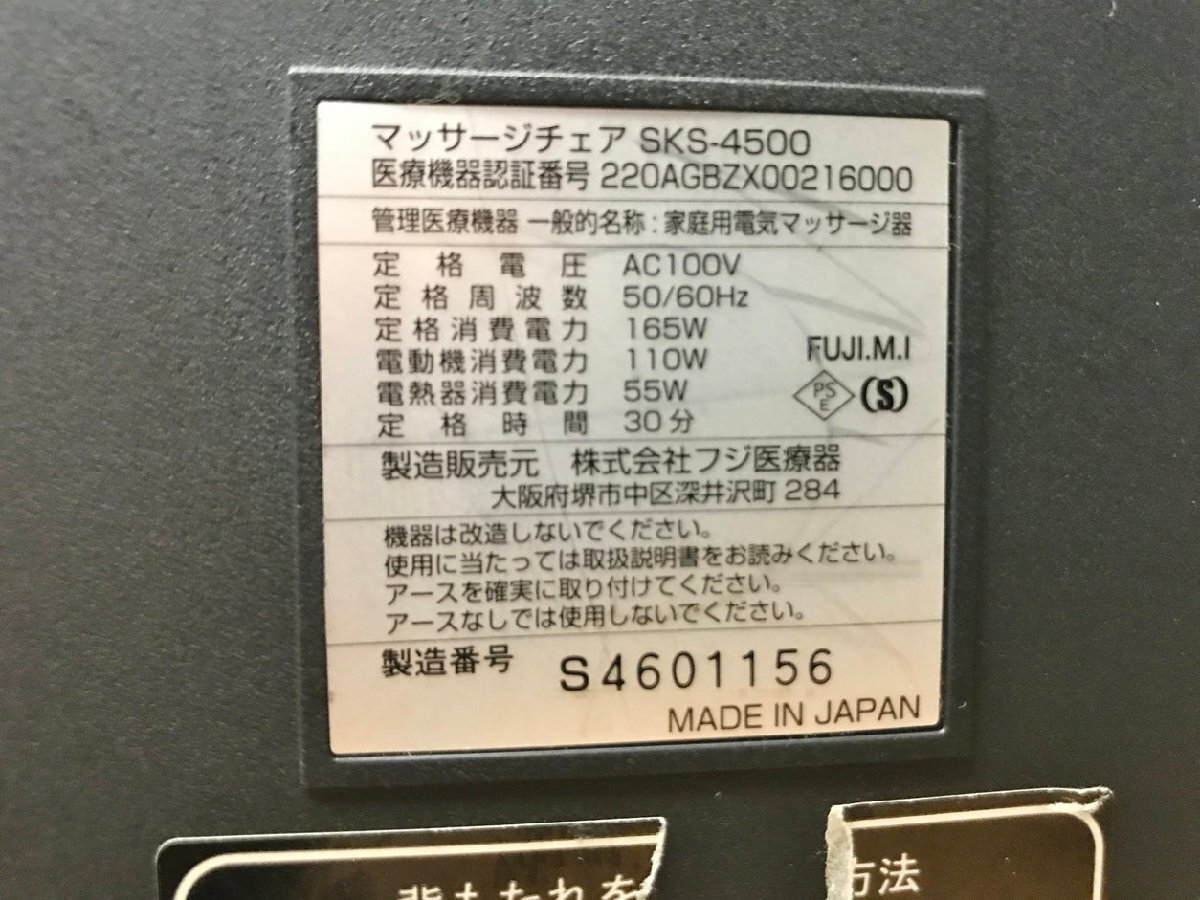 マッサージチェア SKS-4500
医療機器認証番号 220AGBZX00216000
管理医療機器 一般的名称：家庭用電気マッサージ器
定格電圧 AC100V
定格周波数 50/60Hz
定格消費電力 165W
電動機消費電力 110W
電熱器消費電力 55W
定格時間 30分
FUJI.M.I
PSE (S)
製造販売元 株式会社フジ医療器
大阪府堺市中区深井沢町 284
機器は改造しないでください。
使用に当たっては取扱説明書をお読みください。
アースを確実に取り付けてください。
アースなしでは使用しないでください。
製造番号 S4601156
MADE IN JAPAN
背もたれを
方法